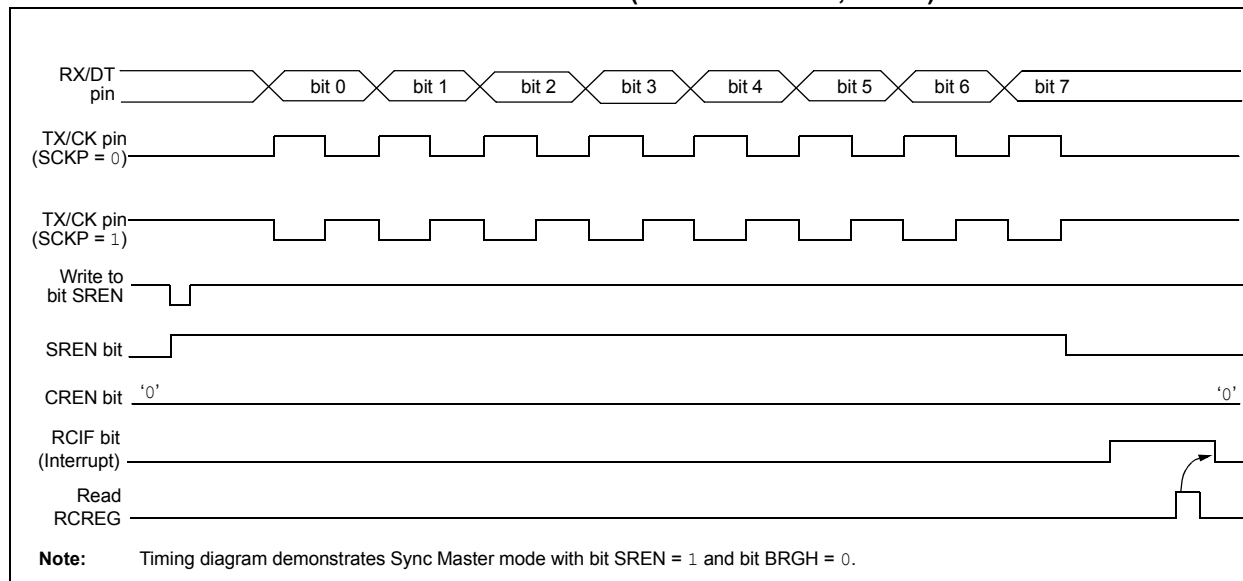 RX/DT
pin
bit 0 bit 1 bit 2 bit 3 bit 4 bit 5 bit 6 bit 7
TX/CK pin
(SCKP = 0)
TX/CK pin
(SCKP = 1)
Write to
bit SREN
SREN bit
CREN bit ‘0’ ‘0’
RCIF bit
(Interrupt)
Read
RCREG
Note: Timing diagram demonstrates Sync Master mode with bit SREN = 1 and bit BRGH = 0.